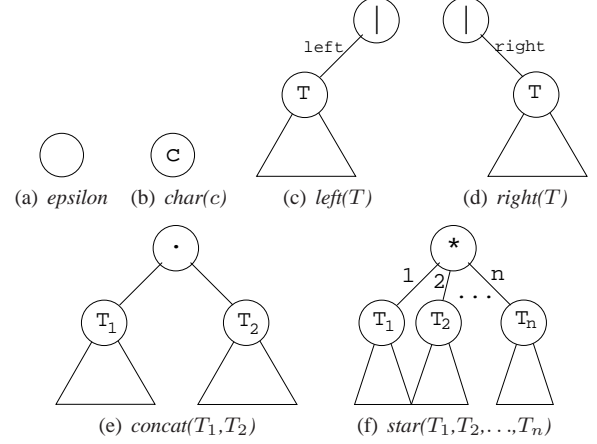 | |
left right
T T
C
(a) epsilon (b) char(c) (c) left(T) (d) right(T)
· *
1 2 ... n
T1 T2 T1 T2 Tn
(e) concat(T1,T2) (f) star(T1,T2,...,Tn)